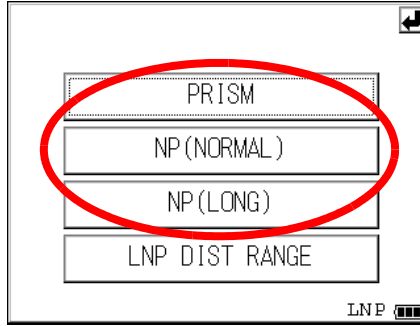 PRISM
NP(NORMAL)
NP(LONG)
LNP DIST RANGE
LNP